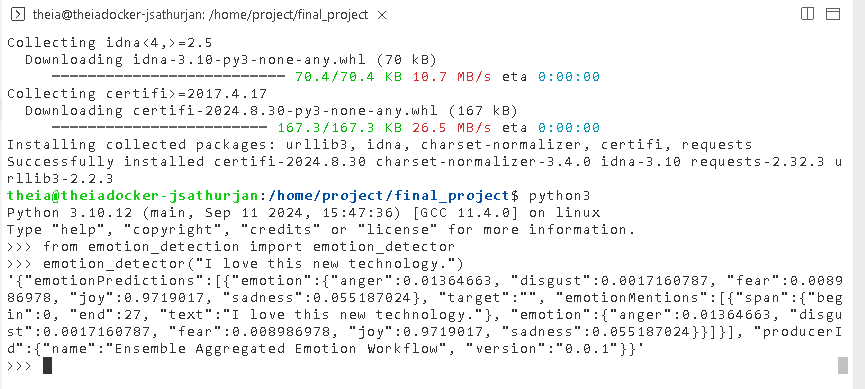 theia@theiadocker-jsathurjan: /home/project/final_project
Collecting idna<4,>=2.5
  Downloading idna-3.10-py3-none-any.whl (70 kB)
     ━━━━━━━━━━━━━━━━━━━━━━━━━━ 70.4/70.4 KB 10.7 MB/s eta 0:00:00
Collecting certifi>=2017.4.17
  Downloading certifi-2024.8.30-py3-none-any.whl (167 kB)
     ━━━━━━━━━━━━━━━━━━━━━━━━ 167.3/167.3 KB 26.5 MB/s eta 0:00:00
Installing collected packages: urllib3, idna, charset-normalizer, certifi, requests
Successfully installed certifi-2024.8.30 charset-normalizer-3.4.0 idna-3.10 requests-2.32.3 u
rllib3-2.2.3
theia@theiadocker-jsathurjan:/home/project/final_project$ python3
Python 3.10.12 (main, Sep 11 2024, 15:47:36) [GCC 11.4.0] on linux
Type "help", "copyright", "credits" or "license" for more information.
>>> from emotion_detection import emotion_detector
>>> emotion_detector("I love this new technology.")
'{"emotionPredictions":[{"emotion":{"anger":0.01364663, "disgust":0.0017160787, "fear":0.0089
86978, "joy":0.9719017, "sadness":0.055187024}, "target":"", "emotionMentions":[{"span":{"beg
in":0, "end":27, "text":"I love this new technology."}, "emotion":{"anger":0.01364663, "disgu
st":0.0017160787, "fear":0.008986978, "joy":0.9719017, "sadness":0.055187024}}]}], "producerI
d":{"name":"Ensemble Aggregated Emotion Workflow", "version":"0.0.1"}}'
>>>